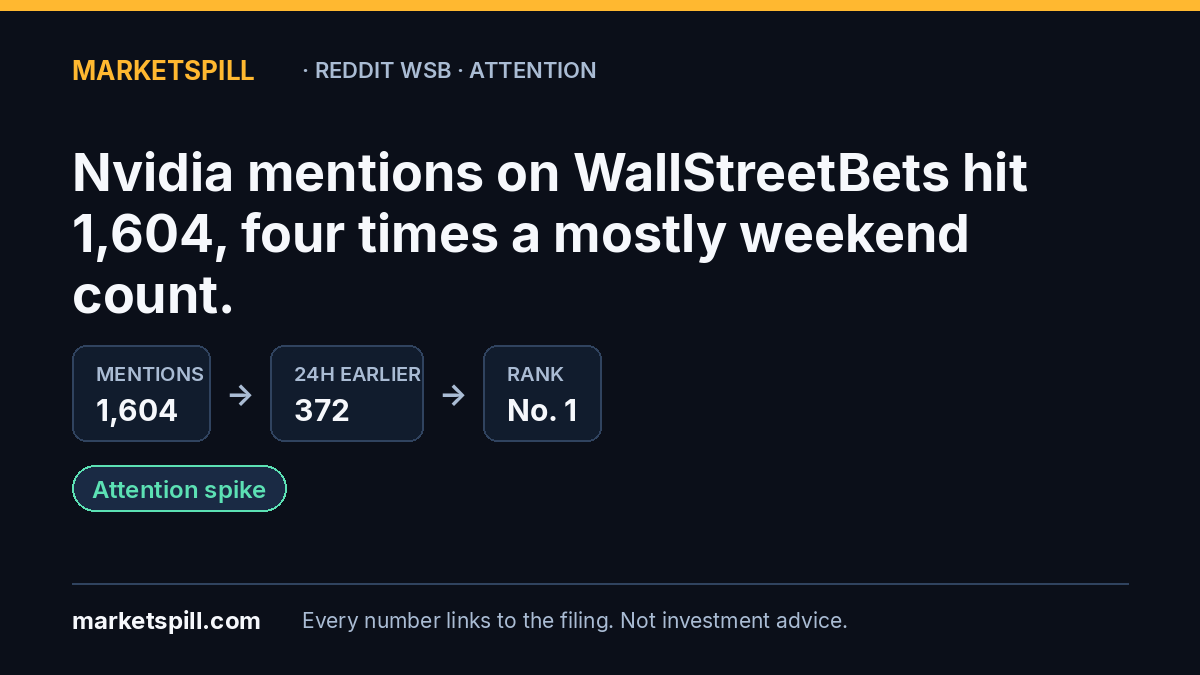 MARKETSPILL · REDDIT WSB · ATTENTION
Nvidia mentions on WallStreetBets hit
1,604, four times a mostly weekend
count.
MENTIONS → 24H EARLIER → RANK
1,604 372 No. 1
Attention spike
marketspill.com Every number links to the filing. Not investment advice.